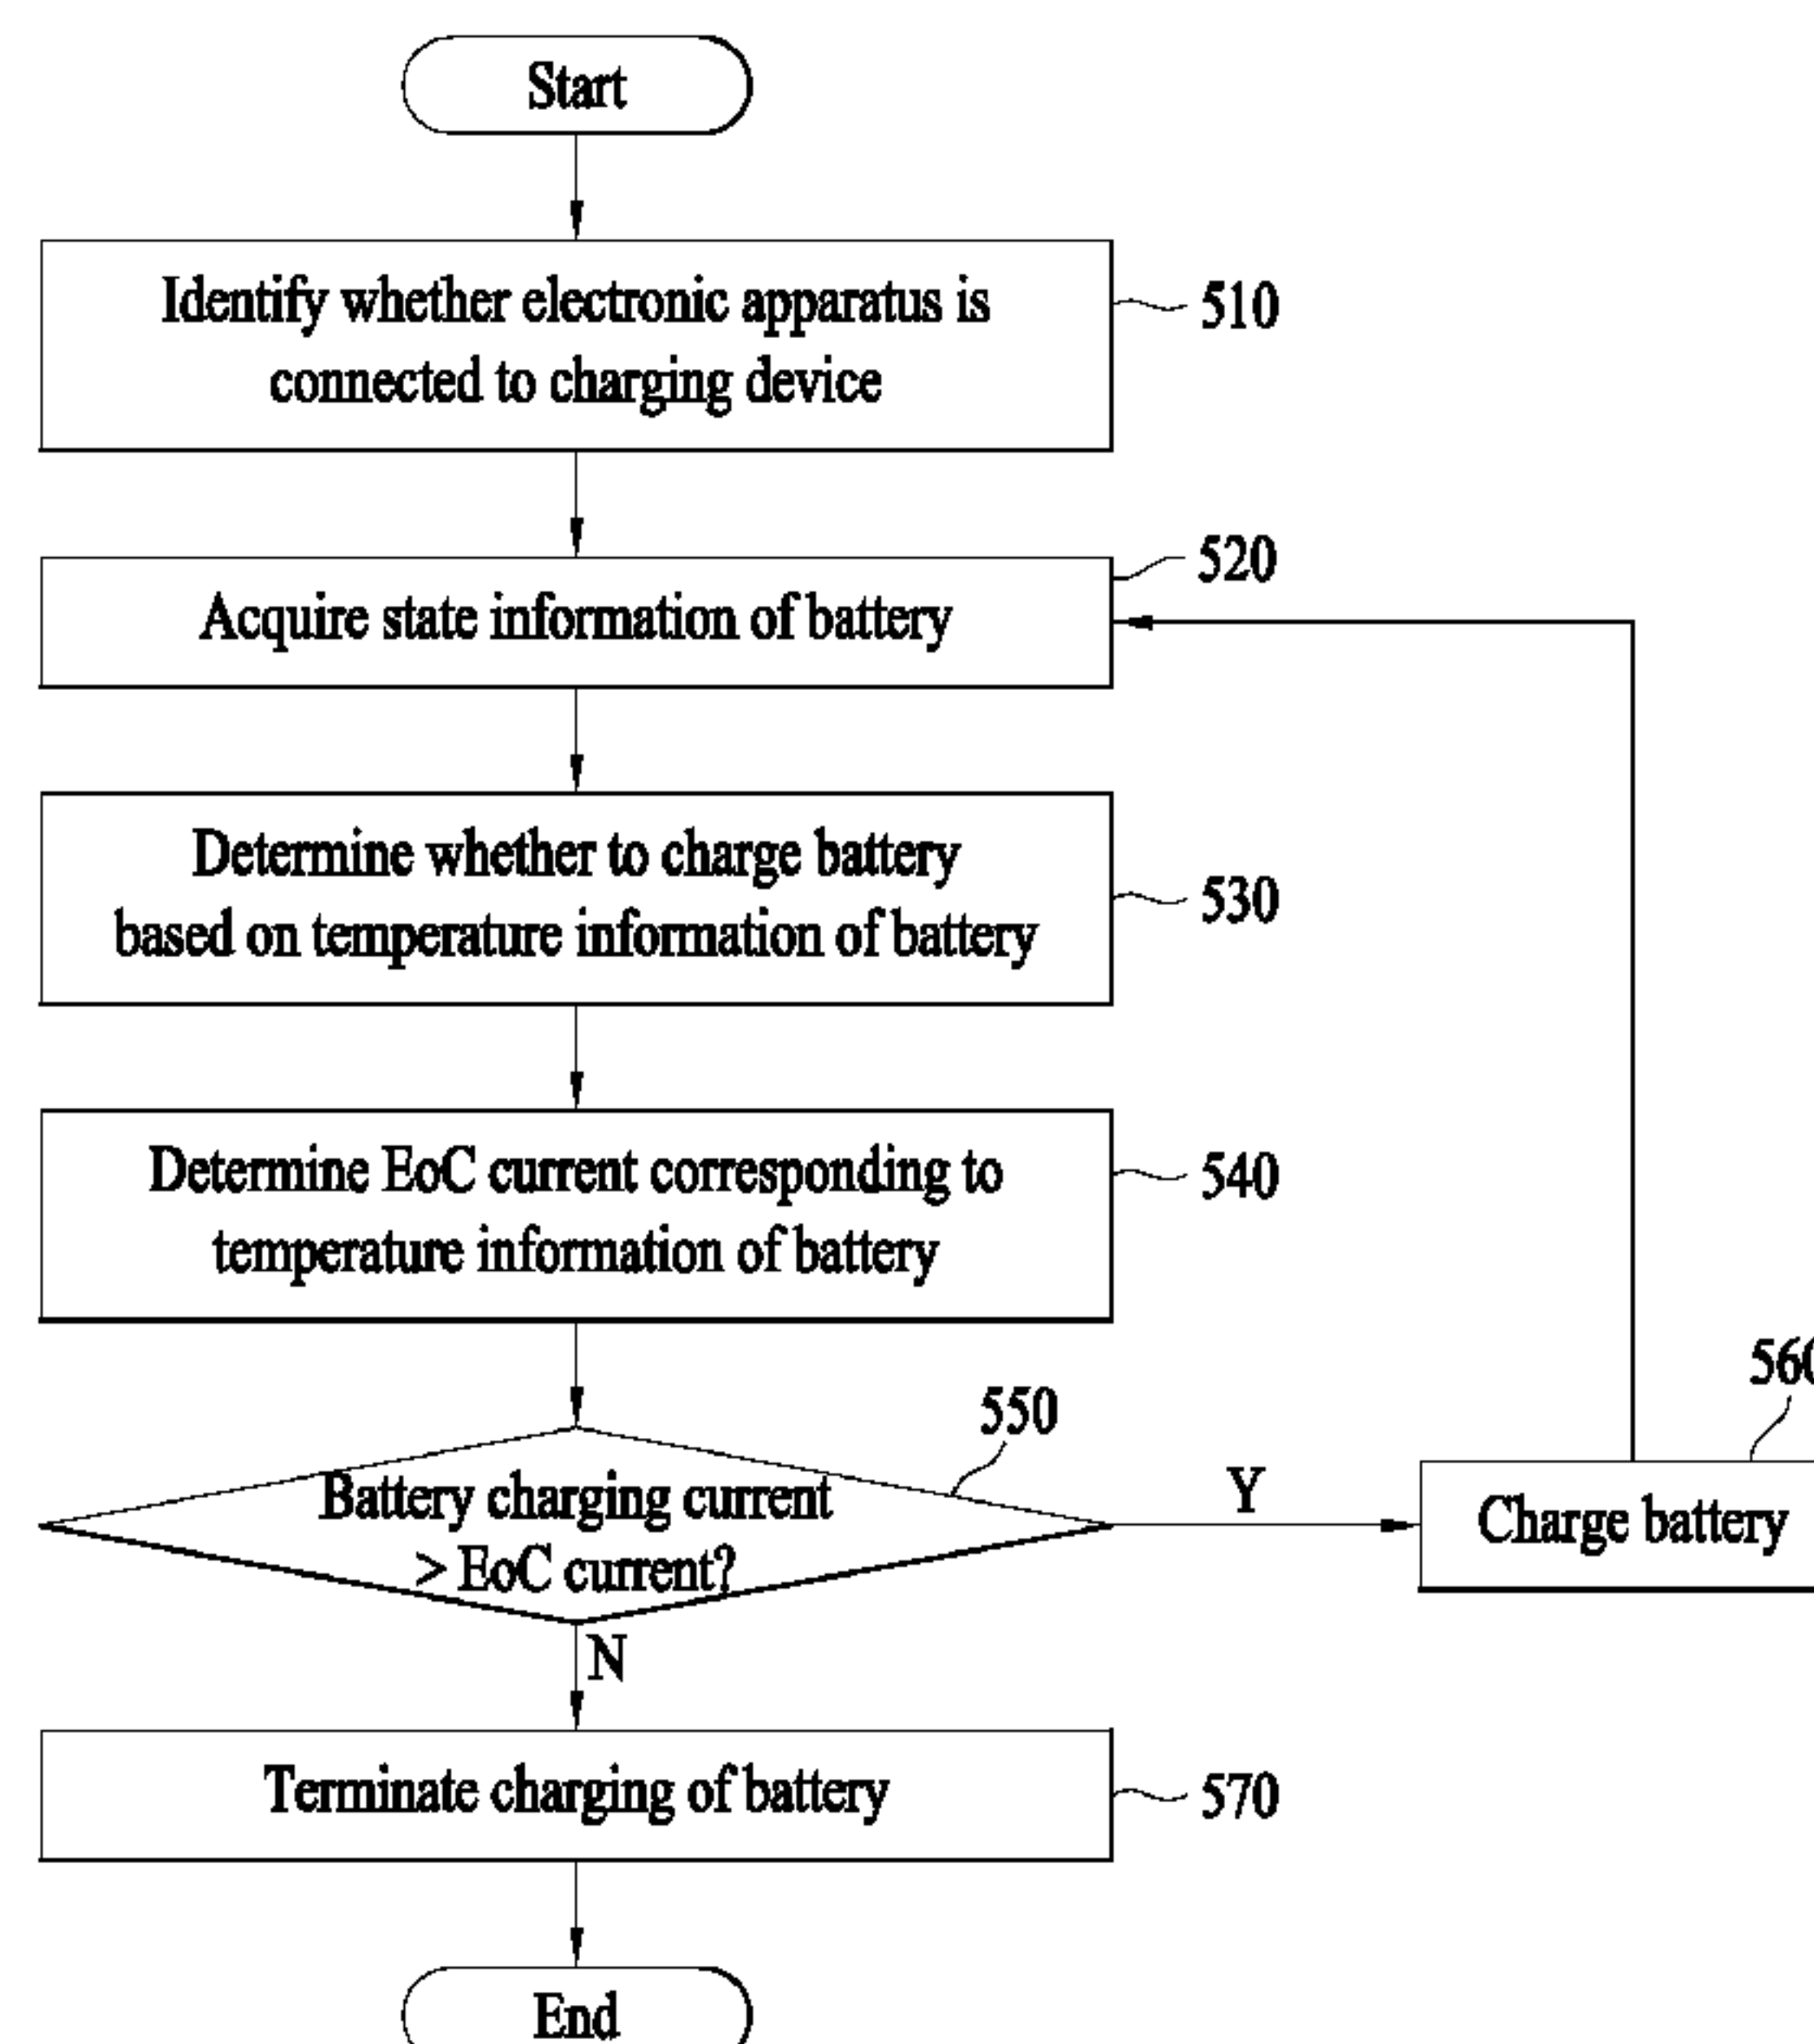 Start
Identify whether electronic apparatus is
connected to charging device
510
520
Acquire state information of battery
Determine whether to charge battery
based on temperature information of battery
530
Determine EoC current corresponding to
temperature information of battery
540
550
Battery charging current
> EoC current?
Y
560
Charge battery
N
Terminate charging of battery
570
End